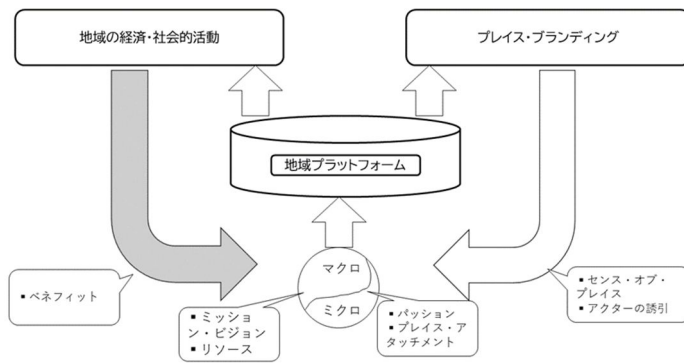 地域の経済・社会的活動
プレイス・ブランディング
地域プラットフォーム
マクロ
ミクロ
▪ ベネフィット
▪ ミッショ
ン・ビジョン
▪ リソース
▪ パッション
▪ プレイス・ア
タッチメント
▪ センス・オブ・
プレイス
▪ アクターの誘引